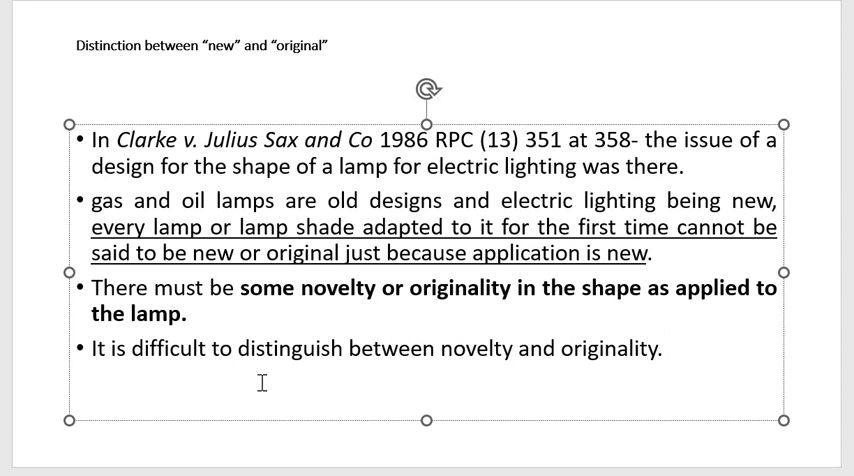 Distinction between “new” and “original”
• In Clarke v. Julius Sax and Co 1986 RPC (13) 351 at 358- the issue of a
design for the shape of a lamp for electric lighting was there.
• gas and oil lamps are old designs and electric lighting being new,
every lamp or lamp shade adapted to it for the first time cannot be
said to be new or original just because application is new.
• There must be some novelty or originality in the shape as applied to
the lamp.
• It is difficult to distinguish between novelty and originality.